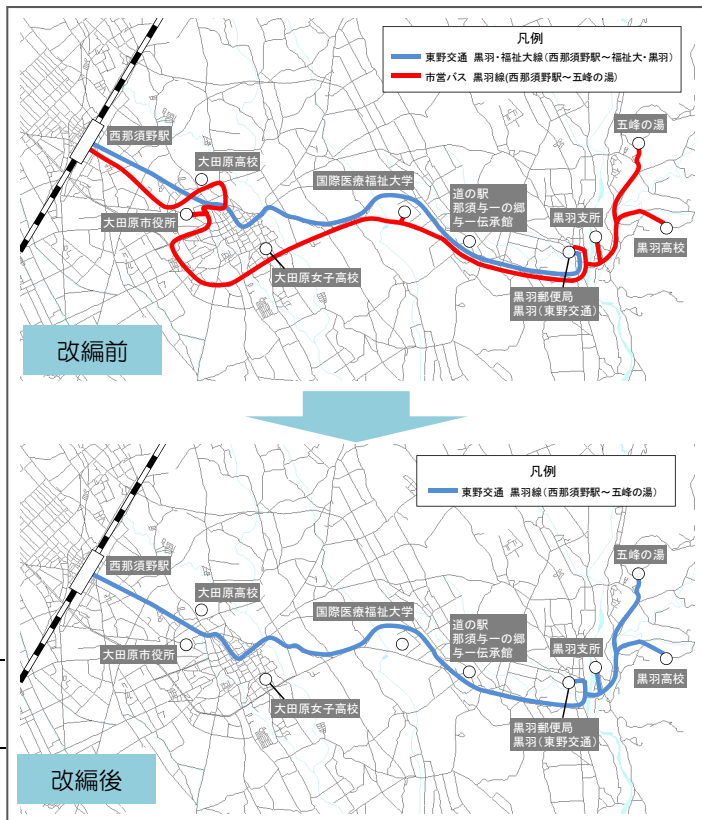 凡例
東野交通 黒羽・福祉大線(西那須野駅~福祉大・黒羽)
市営バス 黒羽線(西那須野駅~五峰の湯)
五峰の湯
西那須野駅
大田原高校
国際医療福祉大学
道の駅
那須与一の郷
与一伝承館
黒羽支所
大田原市役所
黒羽高校
大田原女子高校
黒羽郵便局
黒羽(東野交通)
改編前
凡例
東野交通 黒羽線(西那須野駅~五峰の湯)
五峰の湯
西那須野駅
大田原高校
国際医療福祉大学
道の駅
那須与一の郷
与一伝承館
大田原市役所
黒羽支所
黒羽高校
大田原女子高校
黒羽郵便局
黒羽(東野交通)
改編後